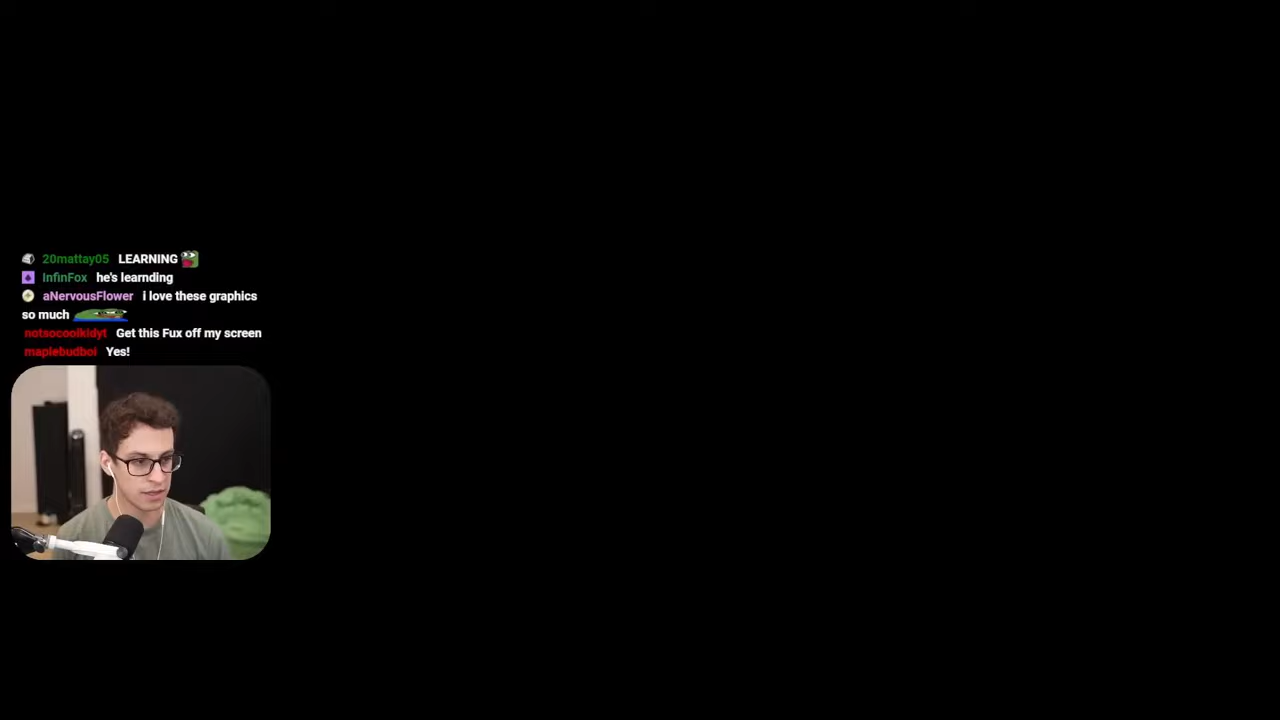 20mattay05 LEARNING
InfinFox he's learnding
aNervousFlower i love these graphics
so much
notsocoolkidyt Get this Fux off my screen
maplebudboi Yes!